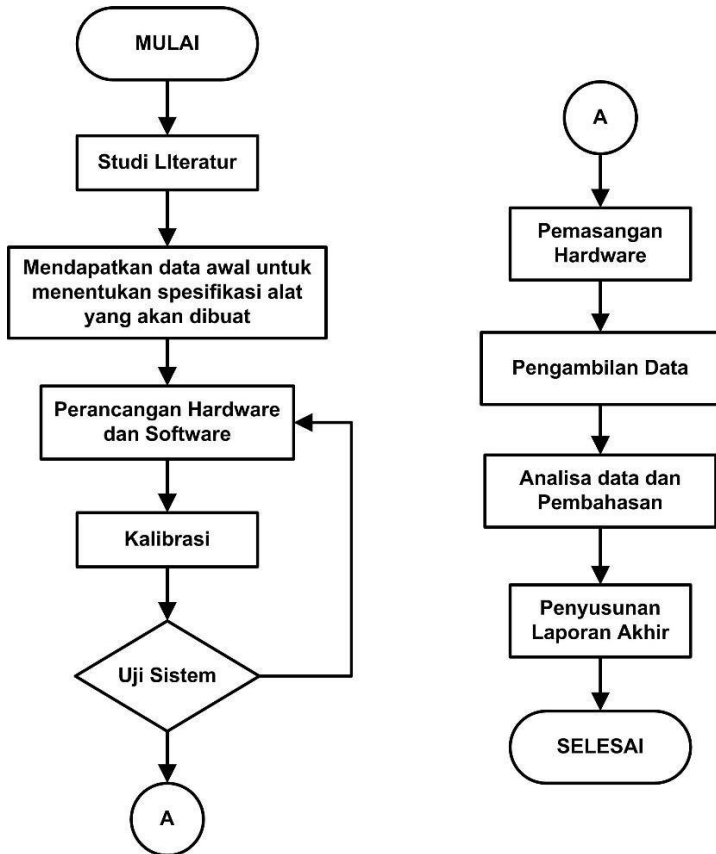 MULAI
Studi LIteratur
Mendapatkan data awal untuk
menentukan spesifikasi alat
yang akan dibuat
Perancangan Hardware
dan Software
Kalibrasi
Uji Sistem
A
A
Pemasangan
Hardware
Pengambilan Data
Analisa data dan
Pembahasan
Penyusunan
Laporan Akhir
SELESAI